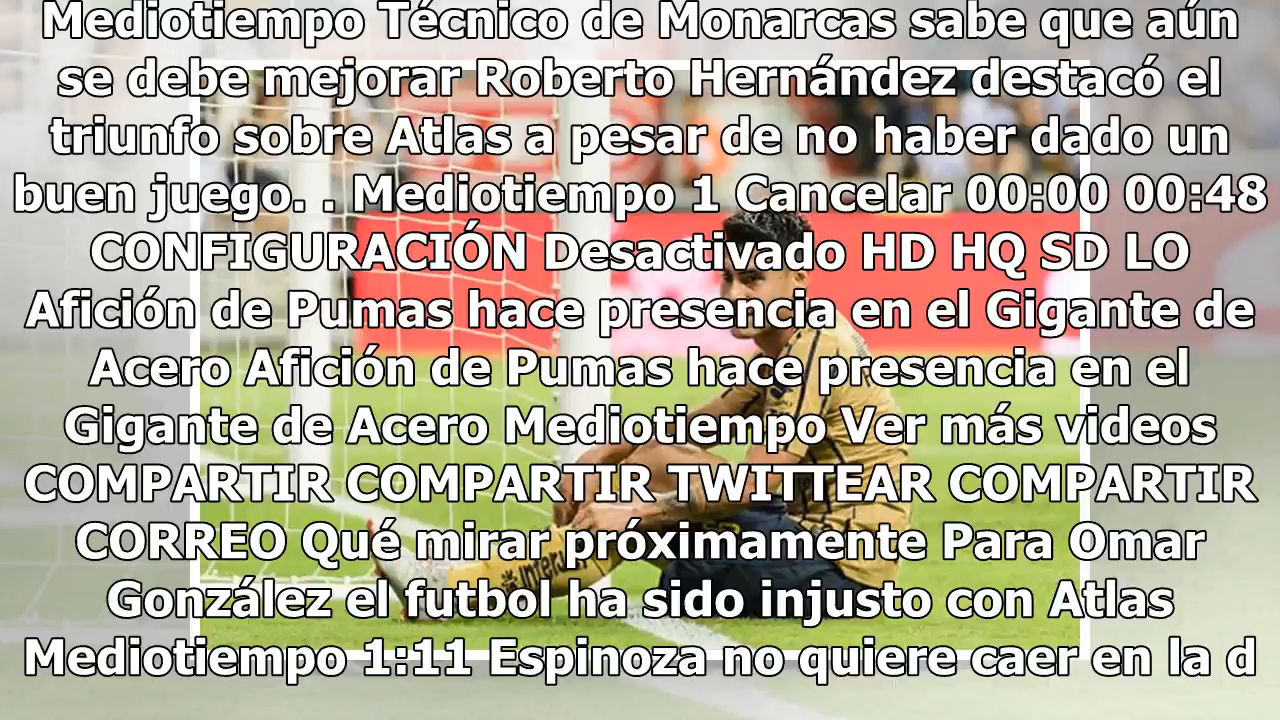 Mediotiempo Técnico de Monarcas sabe que aún
se debe mejorar Roberto Hernández destacó el
triunfo sobre Atlas a pesar de no haber dado un
buen juego. . Mediotiempo 1 Cancelar 00:00 00:48
CONFIGURACIÓN Desactivado HD HQ SD LO
Afición de Pumas hace presencia en el Gigante de
Acero Afición de Pumas hace presencia en el
Gigante de Acero Mediotiempo Ver más videos
COMPARTIR COMPARTIR TWITTEAR COMPARTIR
CORREO Qué mirar próximamente Para Omar
González el futbol ha sido injusto con Atlas
Mediotiempo 1:11 Espinoza no quiere caer en la d